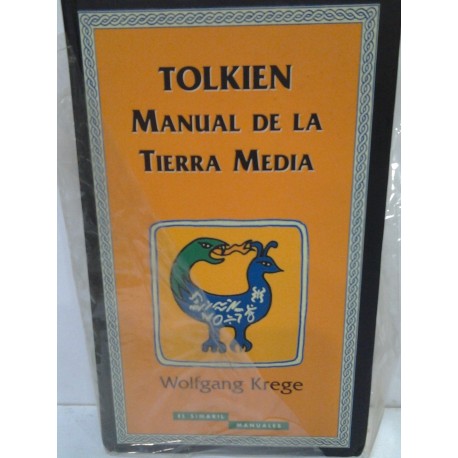 TOLKIEN
MANUAL DE LA
TIERRA MEDIA
Wolfgang Krege
EL SIMARIL
MANUALES